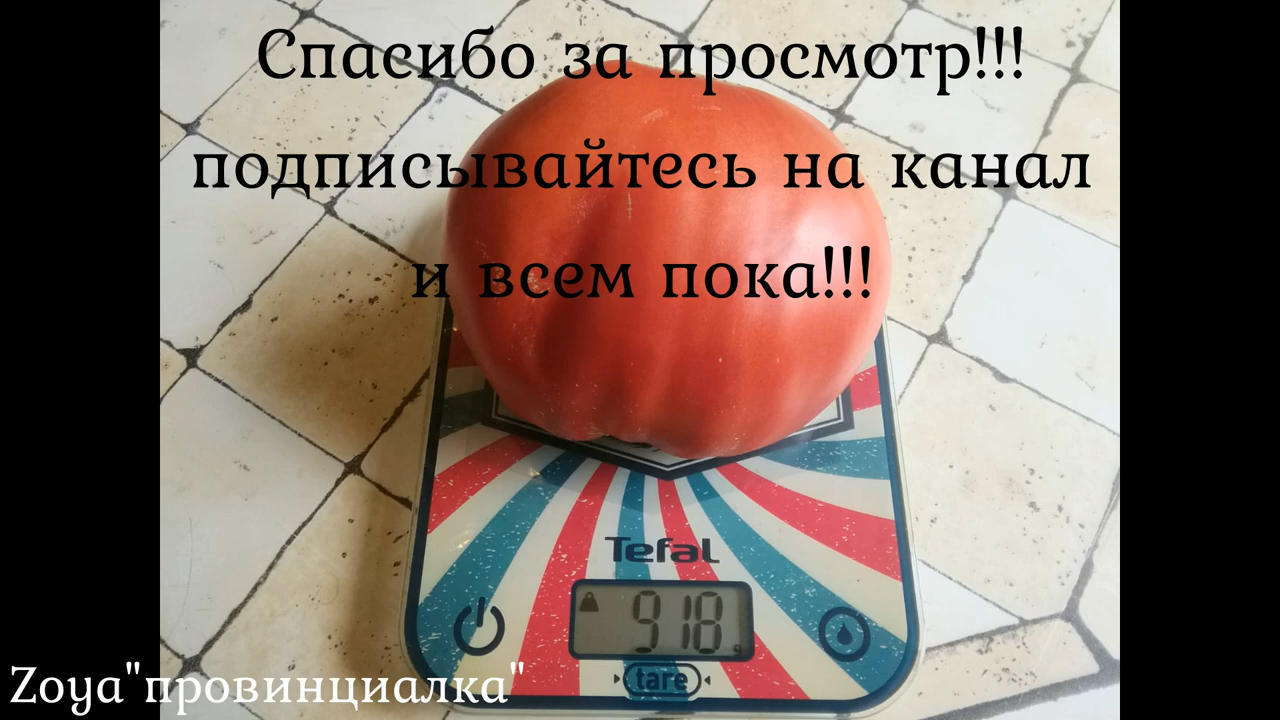 Спасибо за просмотр!!!
подписывайтесь на канал
и всем пока!!!
Tefal
918
tare
Zoya"провинциалка"